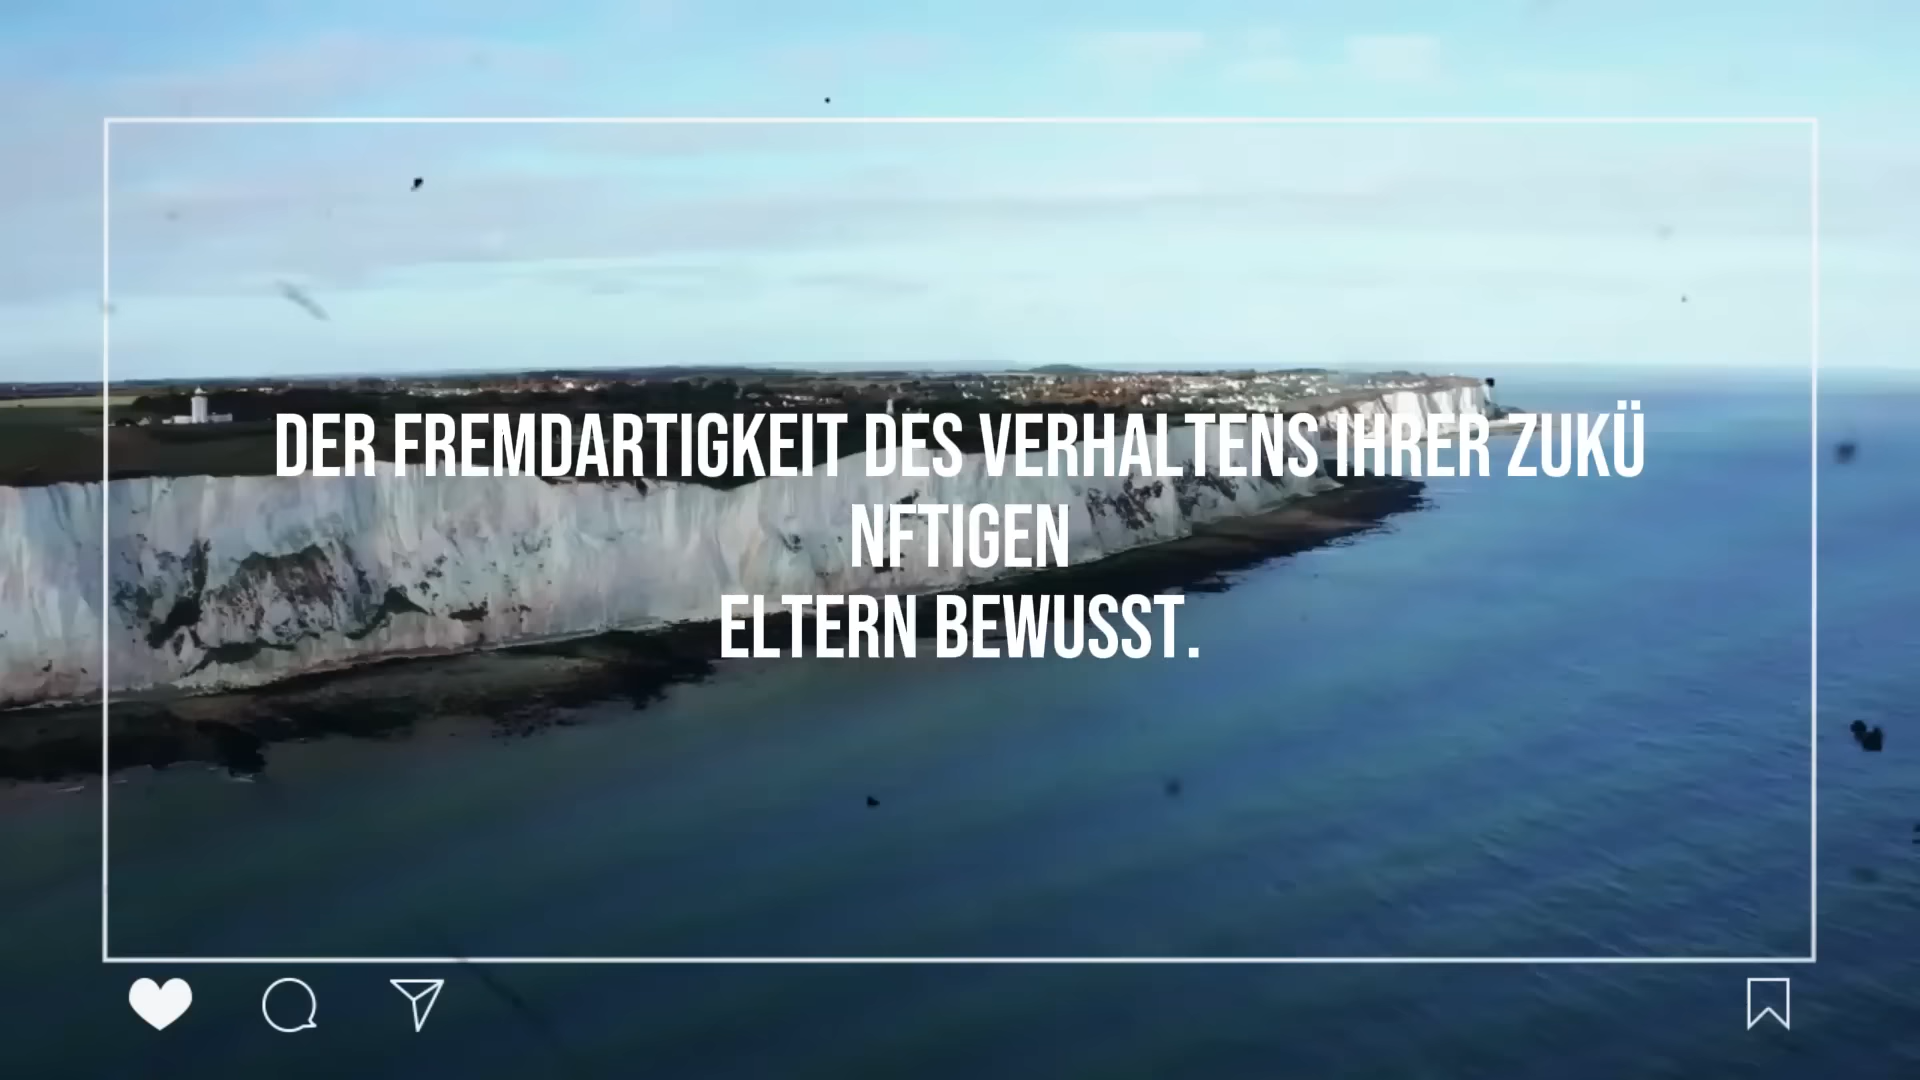 DER FREMDARTIGKEIT DES VERHALTENS IHRER ZUKÜ
NFTIGEN
ELTERN BEWUSST.